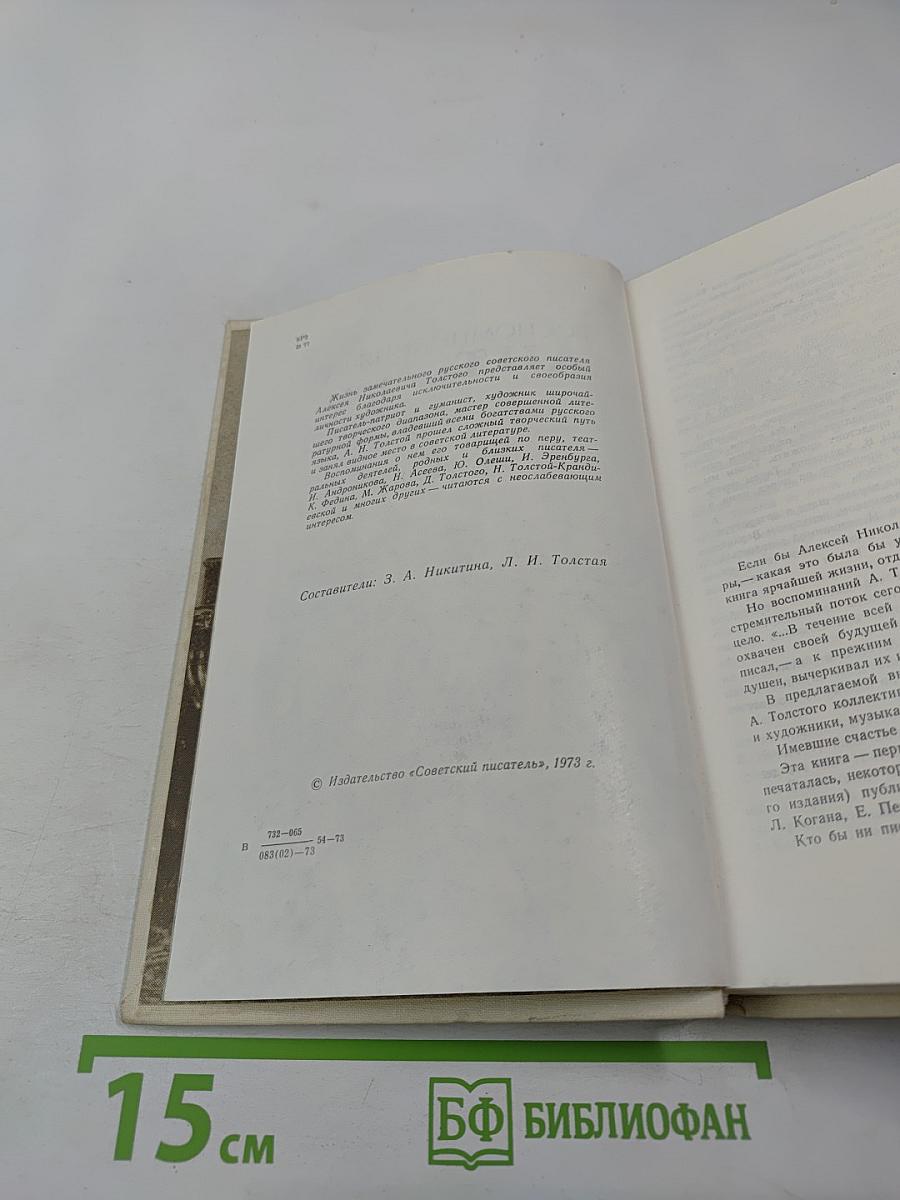 8Р2
В 77
Жизнь замечательного русского советского писателя
Алексея Николаевича Толстого представляет особый
интерес благодаря исключительности и своеобразия
личности художника.
Писатель-патриот и гуманист, художник широчай-
шего творческого диапазона, мастер совершенной лите-
ратурной формы, владевший всеми богатствами русского
языка, А. Н. Толстой прошел сложный творческий путь
и занял видное место в советской литературе.
Воспоминания о нем его товарищей по перу, теат-
ральных деятелей, родных и близких писателя —
И. Андроникова, Н. Асеева, Ю. Олеши, И. Эренбурга,
К. Федина, М. Жарова, Д. Толстого, Н. Толстой-Кранди-
евской и многих других — читаются с неослабевающим
интересом.
Составители: З. А. Никитина, Л. И. Толстая
© Издательство «Советский писатель», 1973 г.
В 732—065
083(02)—73 54—73
Если бы Алексей Никол
ры,— какая это была бы у
книга ярчайшей жизни, отд
Но воспоминаний А. Т
стремительный поток сего
цело. «...В течение всей
охвачен своей будущей
писал,— а к прежним
душен, вычеркивал их и
В предлагаемой в
А. Толстого коллекти
и художники, музыка
Имевшие счастье
Эта книга — пер
печаталась, некотор
го издания) публи
Л. Когана, Е. Пе
Кто бы ни пис
15 см
БФ БИБЛИОФАН